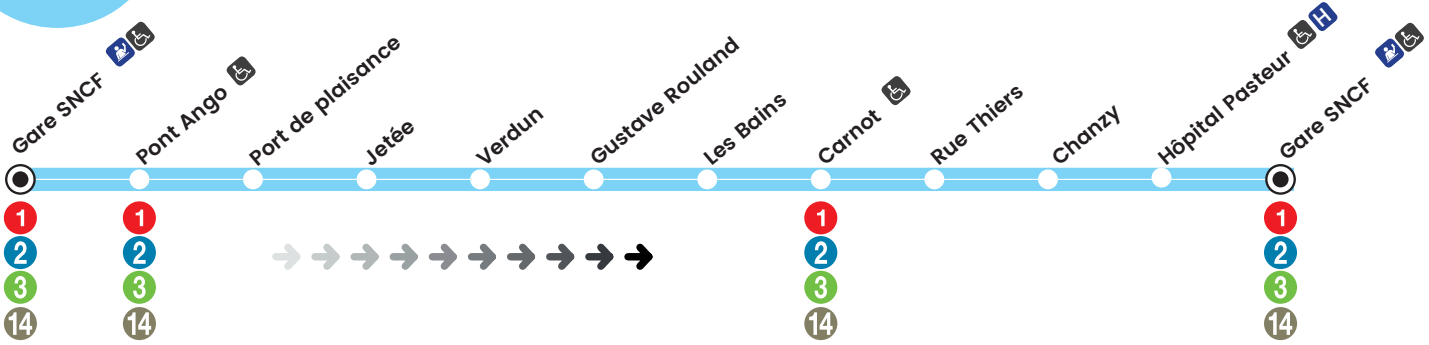 Gare SNCF
Pont Ango
Port de plaisance
Jetée
Verdun
Gustave Rouland
Les Bains
Carnot
Rue Thiers
Chanzy
Hôpital Pasteur H
Gare SNCF
1 1 1 1
2 2 2 2
3 3 3 3
14 14 14 14